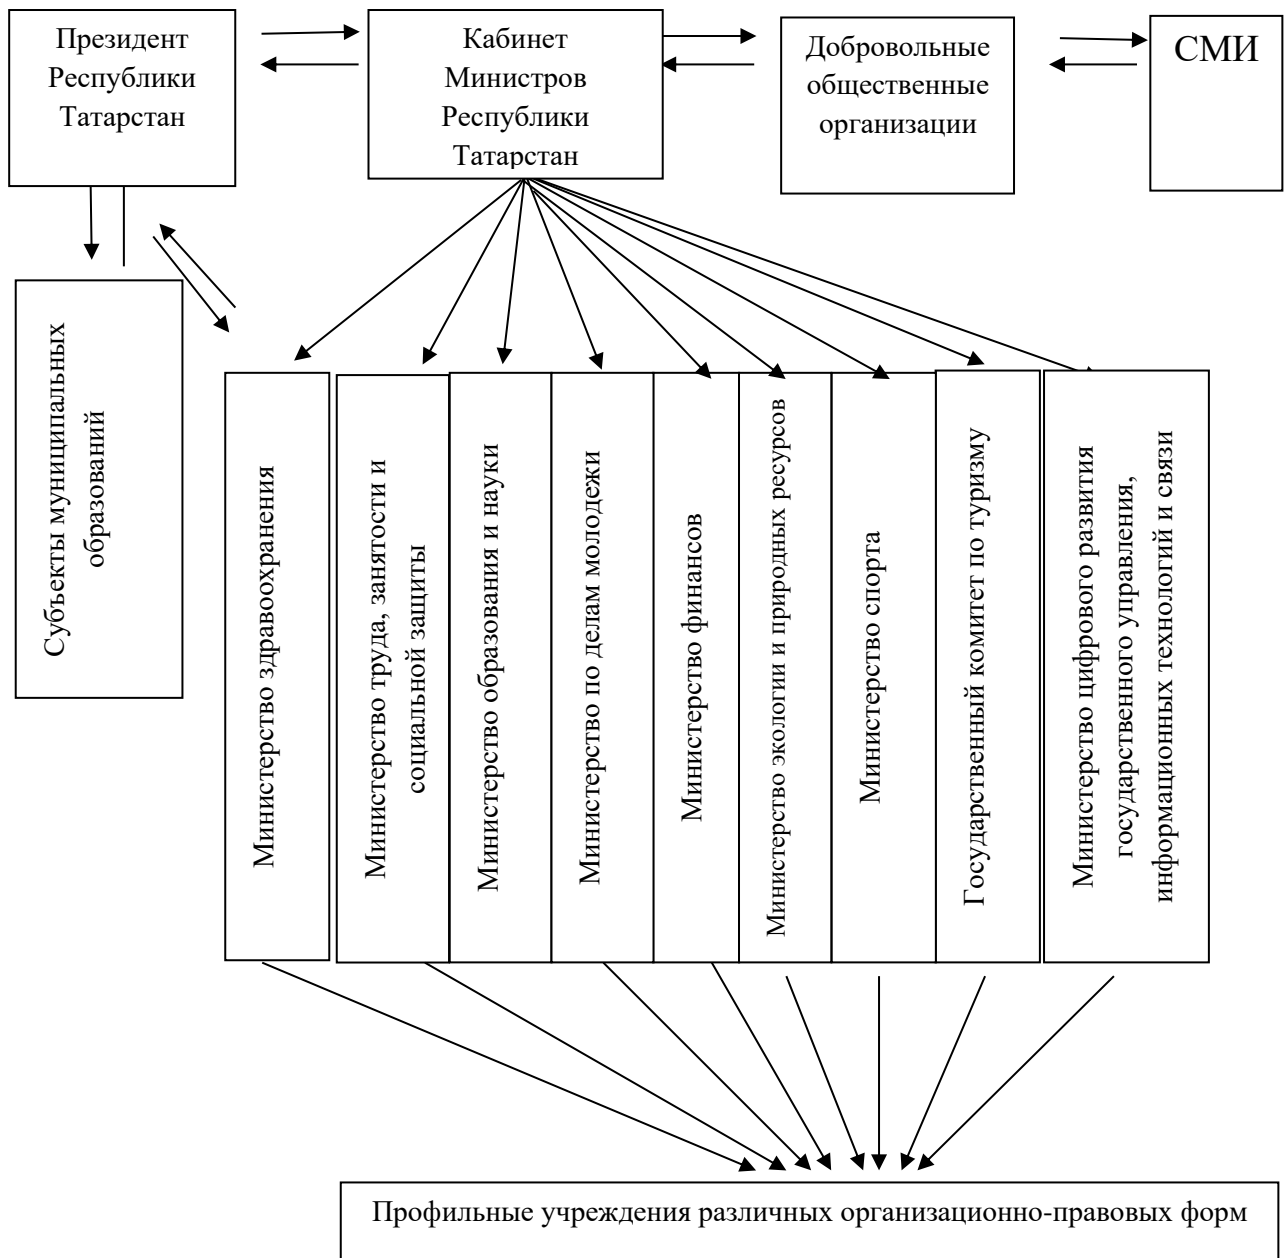 Президент
Республики
Татарстан
Кабинет
Министров
Республики
Татарстан
Добровольные
общественные
организации
СМИ
Субъекты муниципальных
образований
Министерство здравоохранения
Министерство труда, занятости и
социальной защиты
Министерство образования и науки
Министерство по делам молодежи
Министерство финансов
Министерство экологии и природных ресурсов
Министерство спорта
Государственный комитет по туризму
Министерство цифрового развития
государственного управления,
информационных технологий и связи
Профильные учреждения различных организационно-правовых форм